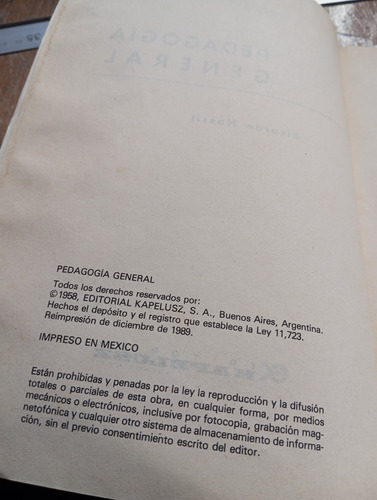 PEDAGOGÍA GENERAL
Todos los derechos reservados por:
©1958, EDITORIAL KAPELUSZ, S. A., Buenos Aires, Argentina.
Hechos el depósito y el registro que establece la Ley 11,723.
Reimpresión de diciembre de 1989.
IMPRESO EN MEXICO
Están prohibidas y penadas por la ley la reproducción y la difusión
totales o parciales de esta obra, en cualquier forma, por medios
mecánicos o electrónicos, inclusive por fotocopia, grabación mag-
netofónica y cualquier otro sistema de almacenamiento de informa-
ción, sin el previo consentimiento escrito del editor.